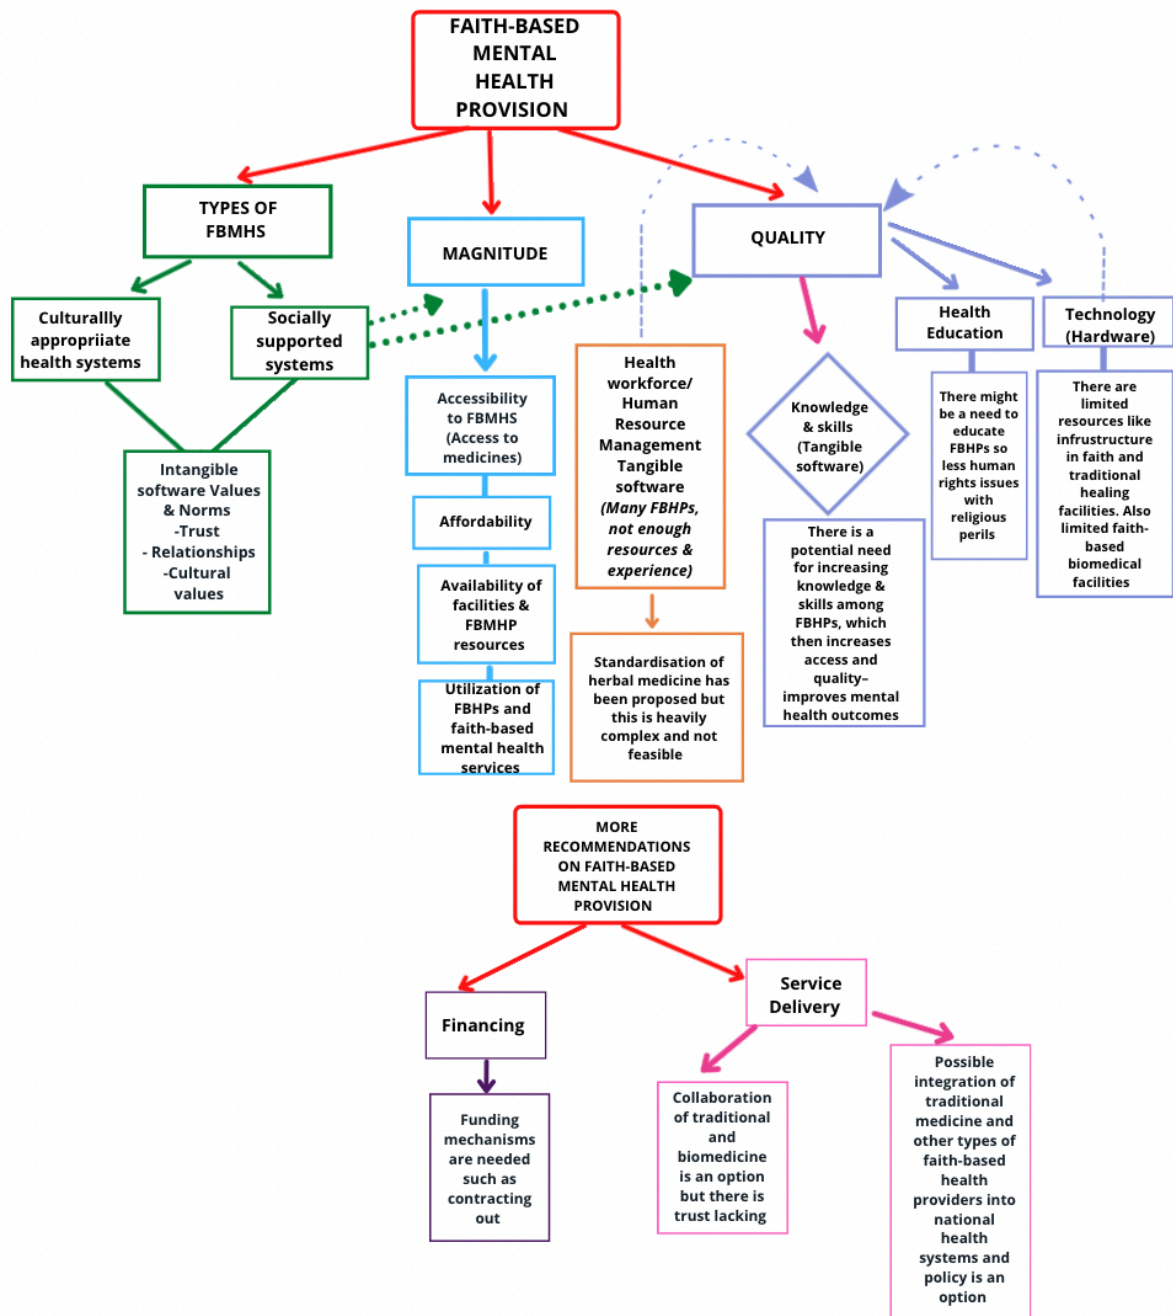 FAITH-BASED
MENTAL
HEALTH
PROVISION
TYPES OF
FBMHS
MAGNITUDE
QUALITY
Culturallly
appropriiate
health systems
Socially
supported
systems
Intangible
software Values
& Norms
-Trust
- Relationships
-Cultural
values
Accessibility
to FBMHS
(Access to
medicines)
Affordability
Availability of
facilities &
FBMHP
resources
Utilization of
FBHPs and
faith-based
mental health
services
Health
workforce/
Human
Resource
Management
Tangible
software
(Many FBHPs,
not enough
resources &
experience)
Standardisation of
herbal medicine has
been proposed but
this is heavily
complex and not
feasible
Knowledge
& skills
(Tangible
software)
There is a
potential need
for increasing
knowledge &
skills among
FBHPs, which
then increases
access and
quality–
improves mental
health outcomes
Health
Education
There might
be a need to
educate
FBHPs so
less human
rights issues
with
religious
perils
Technology
(Hardware)
There are
limited
resources like
infrustructure
in faith and
traditional
healing
facilities. Also
limited faith-
based
biomedical
facilities
MORE
RECOMMENDATIONS
ON FAITH-BASED
MENTAL HEALTH
PROVISION
Financing
Funding
mechanisms
are needed
such as
contracting
out
Service
Delivery
Collaboration
of traditional
and
biomedicine
is an option
but there is
trust lacking
Possible
integration of
traditional
medicine and
other types of
faith-based
health
providers into
national
health
systems and
policy is an
option